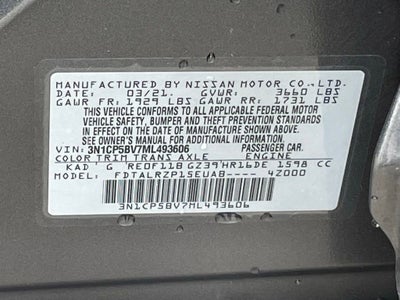 MANUFACTURED BY NISSAN MOTOR CO., LTD.
DATE: 03/21. GVWR: 3660 LBS
GAWR FR: 1929 LBS GAWR RR: 1731 LBS
THIS VEHICLE CONFORMS TO ALL APPLICABLE FEDERAL MOTOR
VEHICLE SAFETY, BUMPER, AND THEFT PREVENTION STANDARDS
IN EFFECT ON THE DATE OF MANUFACTURE SHOWN ABOVE.
SEE OWNER'S MANUAL FOR ADDITIONAL INFORMATION
VIN: 3N1CP5BV7ML493606 PASSENGER CAR
COLOR TRIM TRANS AXLE ENGINE
KAD G RE0F11B GZ39 HR16DE 1598 CC
MODEL FDTALRZP15EUAB---- 4Z000
3N1CP5BV7ML493606